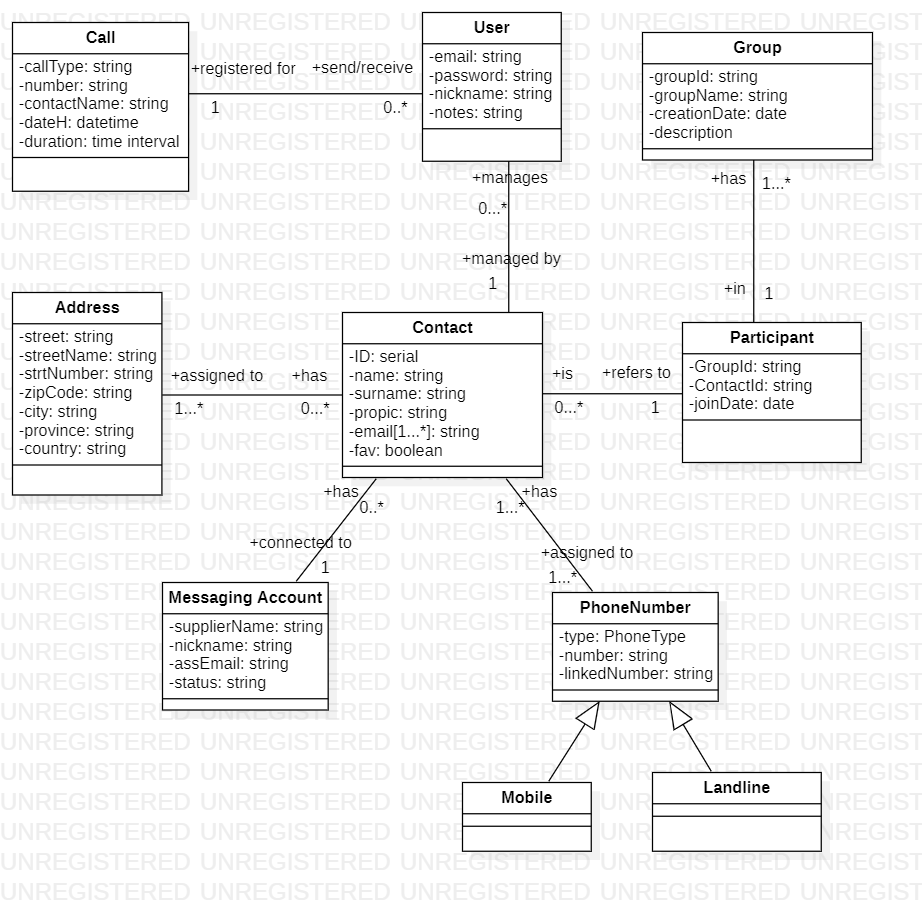 Call
-callType: string
-number: string
-contactName: string
-dateH: datetime
-duration: time interval
+registered for
+send/receive
1
0..*
User
-email: string
-password: string
-nickname: string
-notes: string
Group
-groupId: string
-groupName: string
-creationDate: date
-description
+manages
0...*
+managed by
1
+has
1...*
+in
1
Address
-street: string
-streetName: string
-strtNumber: string
-zipCode: string
-city: string
-province: string
-country: string
+assigned to
+has
1...*
0...*
Contact
-ID: serial
-name: string
-surname: string
-propic: string
-email[1...*]: string
-fav: boolean
+is
+refers to
0...*
1
Participant
-GroupId: string
-ContactId: string
-joinDate: date
+has
0..*
+connected to
1
+has
1...*
+assigned to
1...*
Messaging Account
-supplierName: string
-nickname: string
-assEmail: string
-status: string
PhoneNumber
-type: PhoneType
-number: string
-linkedNumber: string
Mobile
Landline
UNREGISTERED